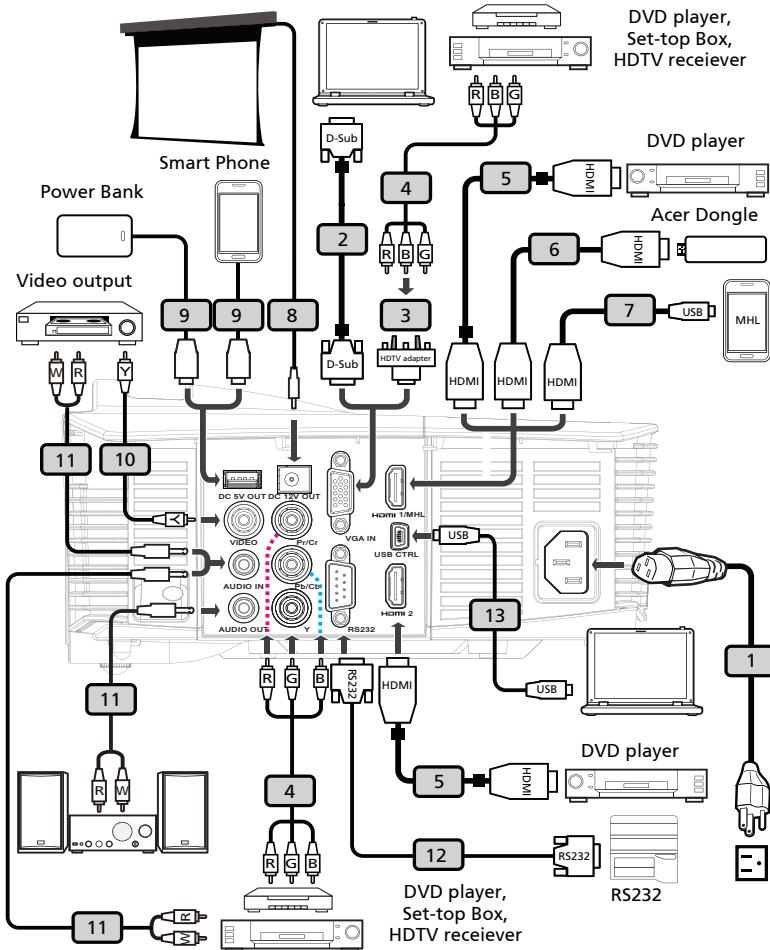 DVD player,
Set-top Box,
HDTV receiever
D-Sub
R B G
DVD player
HDMI
5
Smart Phone
4
Power Bank
Acer Dongle
HDMI
6
2
R B G
Video output
9
9
8
3
7
USB
MHL
D-Sub
HDTV adapter
HDMI
HDMI
HDMI
W R
Y
11
10
DC 5V OUT
DC 12V OUT
HDMI 1/MHL
Y
VIDEO
Pr/Cr
VGA IN
USB CTRL
USB
AUDIO IN
Pb/Cb
HDMI 2
13
AUDIO OUT
Y
RS232
1
R G B
RS232
HDMI
USB
11
DVD player
R W
4
5
HDMI
12
RS232
R G B
RS232
DVD player,
Set-top Box,
HDTV receiever
11
R
W